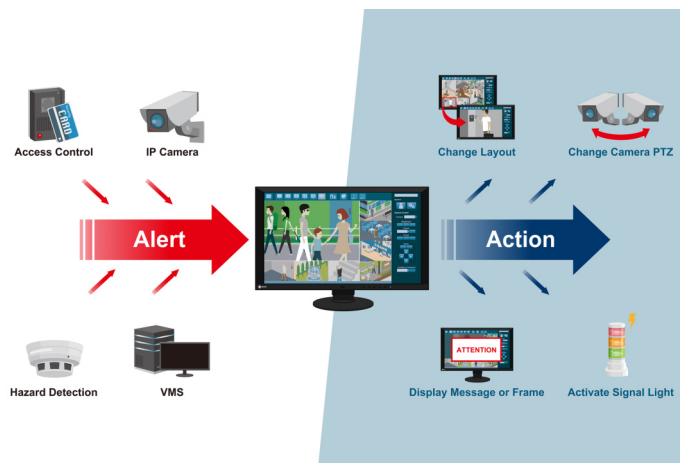 Access Control
IP Camera
Change Layout
Change Camera PTZ
CARD
Alert
Action
ATTENTION
Hazard Detection
VMS
Display Message or Frame
Activate Signal Light